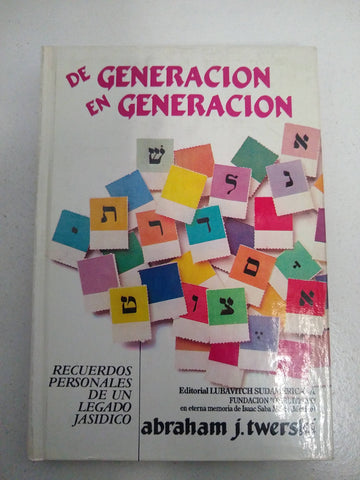 DE GENERACION
EN GENERACION
ש
א
ל
נ
י
ת
ר
ר
א
ם
י
מ
ו
צ
א
RECUERDOS
PERSONALES
DE UN
LEGADO
JASIDICO
Editorial LUBAVITCH SUDAMERICANA
FUNDACION
en eterna memoria de Isaac Saba
abraham j. twerski